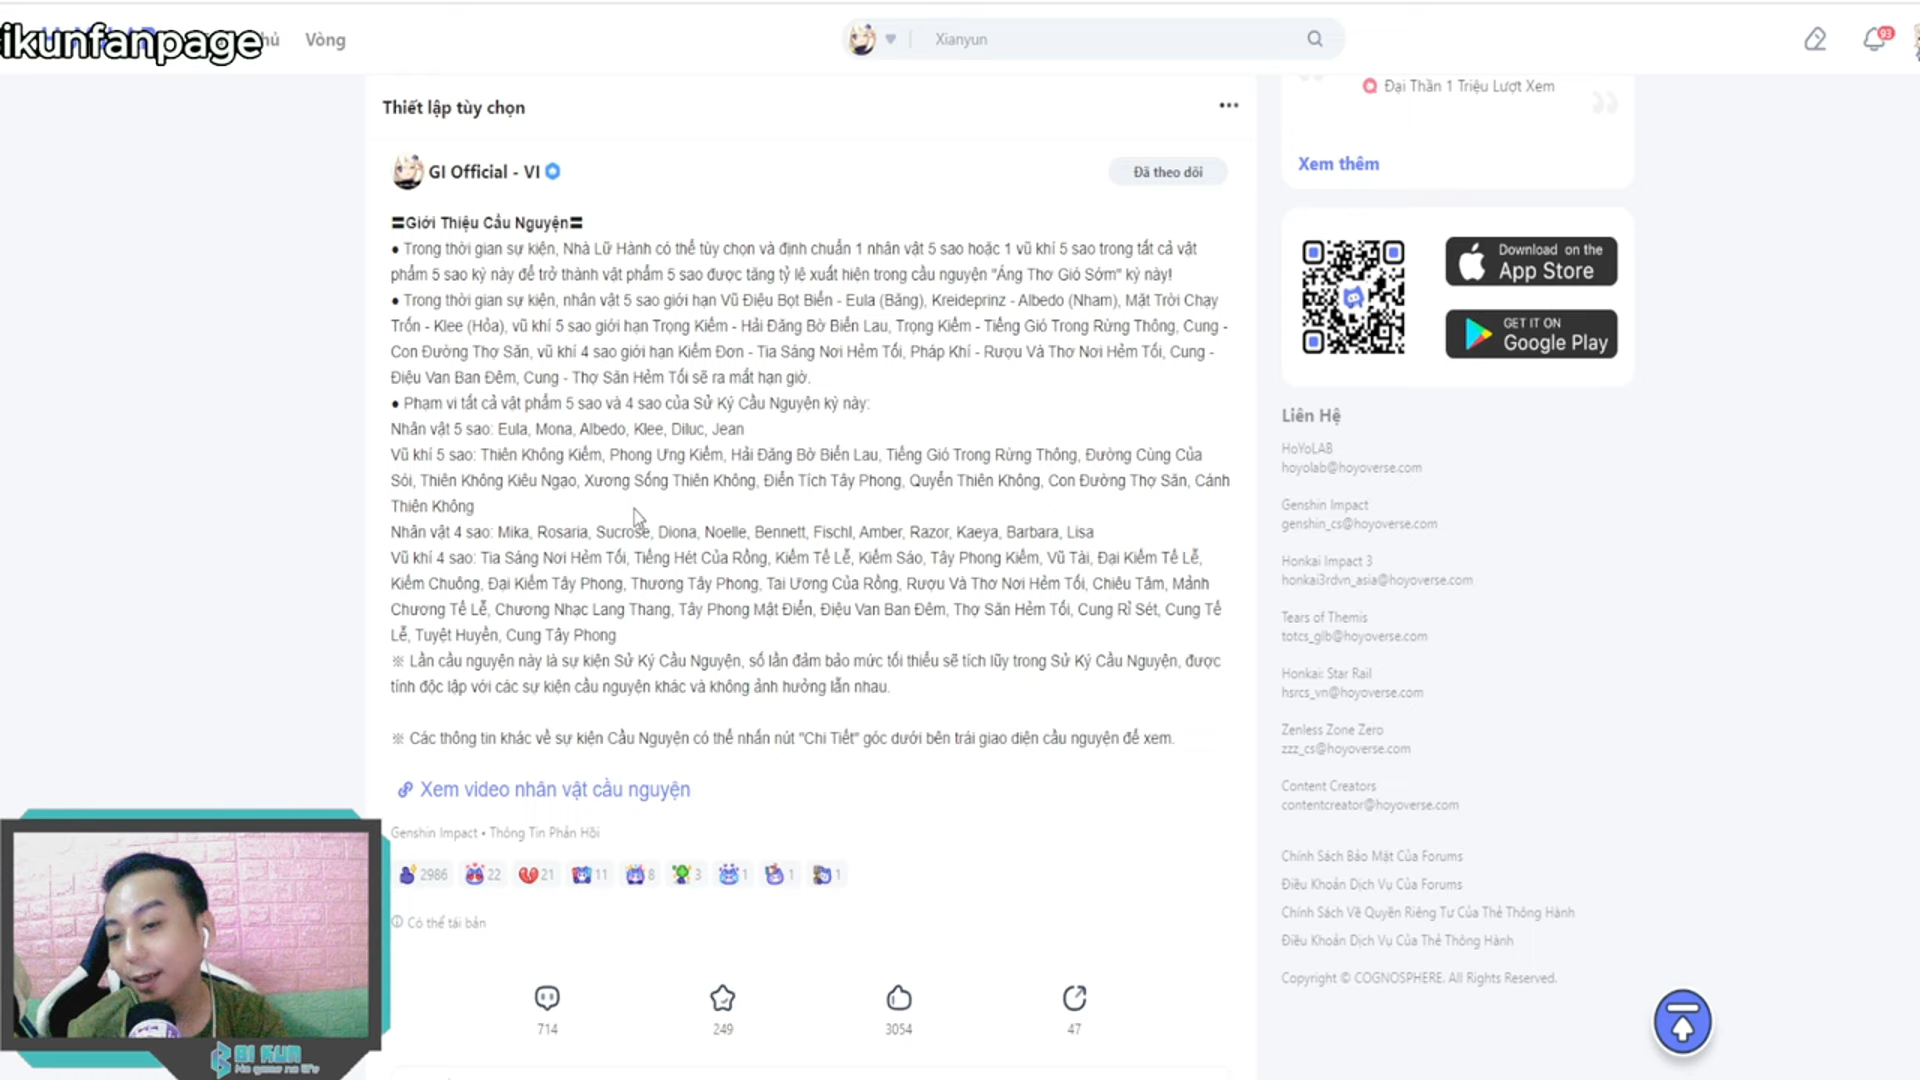 ikunfanpage
Vòng
Xianyun
93
Thiết lập tùy chọn
GI Official - VI
Đã theo dõi
〓Giới Thiệu Cầu Nguyện〓
● Trong thời gian sự kiện, Nhà Lữ Hành có thể tùy chọn và định chuẩn 1 nhân vật 5 sao hoặc 1 vũ khí 5 sao trong tất cả vật
phẩm 5 sao kỳ này để trở thành vật phẩm 5 sao được tăng tỷ lệ xuất hiện trong cầu nguyện "Áng Thơ Gió Sớm" kỳ này!
● Trong thời gian sự kiện, nhân vật 5 sao giới hạn Vũ Điệu Bọt Biển - Eula (Băng), Kreideprinz - Albedo (Nham), Mặt Trời Chạy
Trốn - Klee (Hỏa), vũ khí 5 sao giới hạn Trọng Kiếm - Hải Đăng Bờ Biển Lau, Trọng Kiếm - Tiếng Gió Trong Rừng Thông, Cung -
Con Đường Thợ Săn, vũ khí 4 sao giới hạn Kiếm Đơn - Tia Sáng Nơi Hẻm Tối, Pháp Khí - Rượu Và Thơ Nơi Hẻm Tối, Cung -
Điệu Van Ban Đêm, Cung - Thợ Săn Hẻm Tối sẽ ra mắt hạn giờ.
● Phạm vi tất cả vật phẩm 5 sao và 4 sao của Sử Ký Cầu Nguyện kỳ này:
Nhân vật 5 sao: Eula, Mona, Albedo, Klee, Diluc, Jean
Vũ khí 5 sao: Thiên Không Kiếm, Phong Ưng Kiếm, Hải Đăng Bờ Biển Lau, Tiếng Gió Trong Rừng Thông, Đường Cùng Của
Sói, Thiên Không Kiêu Ngạo, Xương Sống Thiên Không, Điển Tích Tây Phong, Quyển Thiên Không, Con Đường Thợ Săn, Cánh
Thiên Không
Nhân vật 4 sao: Mika, Rosaria, Sucrose, Diona, Noelle, Bennett, Fischl, Amber, Razor, Kaeya, Barbara, Lisa
Vũ khí 4 sao: Tia Sáng Nơi Hẻm Tối, Tiếng Hét Của Rồng, Kiếm Tế Lễ, Kiếm Sáo, Tây Phong Kiếm, Vũ Tài, Đại Kiếm Tế Lễ,
Kiếm Chuông, Đại Kiếm Tây Phong, Thương Tây Phong, Tai Ương Của Rồng, Rượu Và Thơ Nơi Hẻm Tối, Chiêu Tâm, Mảnh
Chương Tế Lễ, Chương Nhạc Lang Thang, Tây Phong Mật Điển, Điệu Van Ban Đêm, Thợ Săn Hẻm Tối, Cung Rỉ Sét, Cung Tế
Lễ, Tuyệt Huyền, Cung Tây Phong
※ Lần cầu nguyện này là sự kiện Sử Ký Cầu Nguyện, số lần đảm bảo mức tối thiểu sẽ tích lũy trong Sử Ký Cầu Nguyện, được
tính độc lập với các sự kiện cầu nguyện khác và không ảnh hưởng lẫn nhau.
※ Các thông tin khác về sự kiện Cầu Nguyện có thể nhấn nút "Chi Tiết" góc dưới bên trái giao diện cầu nguyện để xem.
Xem video nhân vật cầu nguyện
Genshin Impact • Thông Tin Phản Hồi
2986 22 21 11 8 3 1 1 1
Có thể tái bản
714 249 3054 47
Đại Thần 1 Triệu Lượt Xem
Xem thêm
Download on the
App Store
GET IT ON
Google Play
Liên Hệ
HoYoLAB
hoyolab@hoyoverse.com
Genshin Impact
genshin_cs@hoyoverse.com
Honkai Impact 3
honkai3rdvn_asia@hoyoverse.com
Tears of Themis
totcs_glb@hoyoverse.com
Honkai: Star Rail
hsrcs_vn@hoyoverse.com
Zenless Zone Zero
zzz_cs@hoyoverse.com
Content Creators
contentcreator@hoyoverse.com
Chính Sách Bảo Mật Của Forums
Điều Khoản Dịch Vụ Của Forums
Chính Sách Về Quyền Riêng Tư Của Thẻ Thông Hành
Điều Khoản Dịch Vụ Của Thẻ Thông Hành
Copyright © COGNOSPHERE. All Rights Reserved.
BI KUN
No game no life